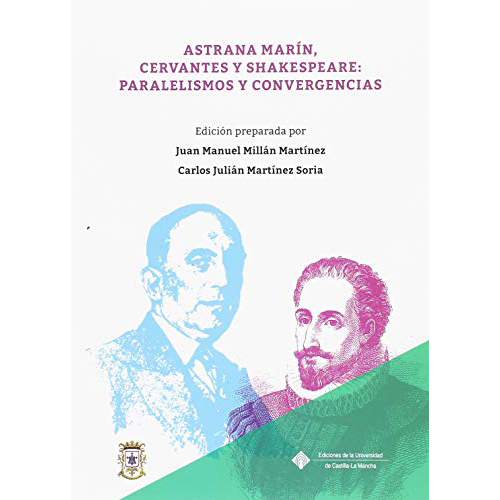 ASTRANA MARÍN,
CERVANTES Y SHAKESPEARE:
PARALELISMOS Y CONVERGENCIAS
Edición preparada por
Juan Manuel Millán Martínez
Carlos Julián Martínez Soria
Ediciones de la Universidad
de Castilla-La Mancha